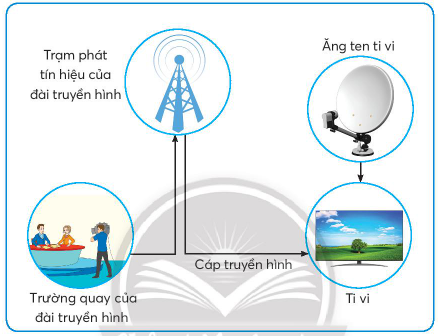 Trạm phát
tín hiệu của
đài truyền hình
Ăng ten ti vi
Cáp truyền hình
Trường quay của
đài truyền hình
Ti vi